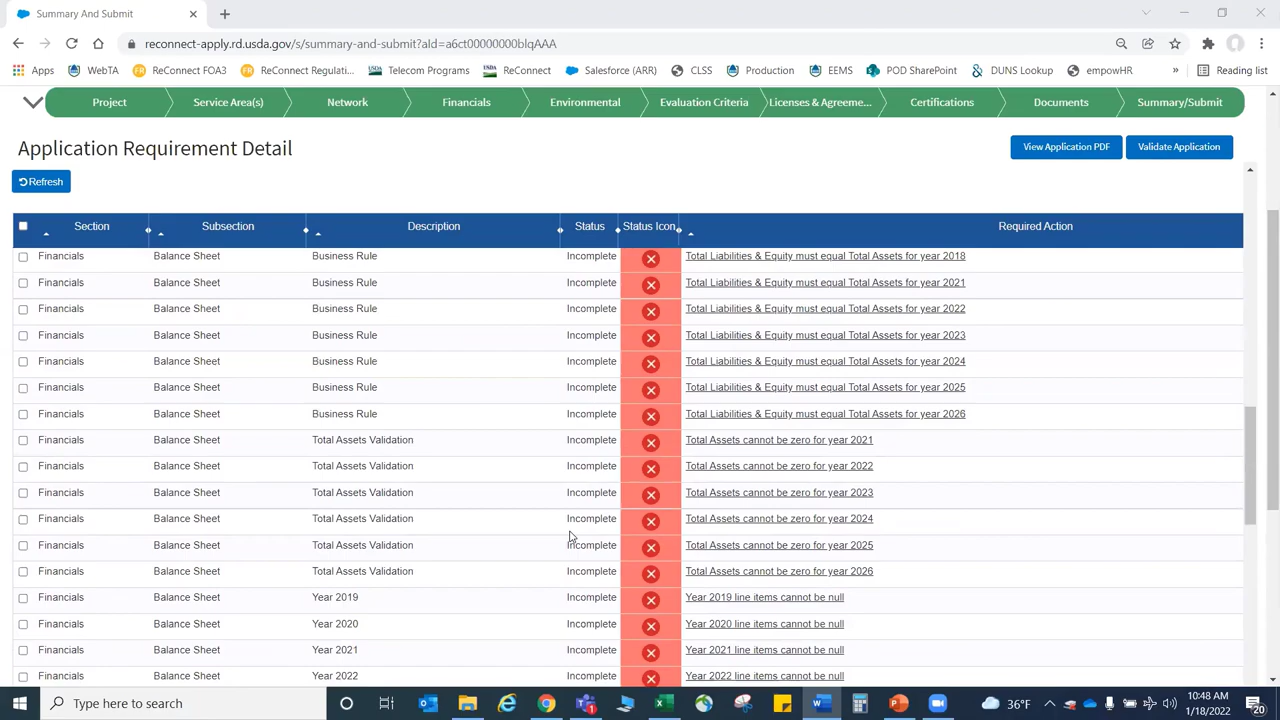 Summary And Submit
reconnect-apply.rd.usda.gov/s/summary-and-submit?aId=a6ct00000000blqAAA
Apps WebTA ReConnect FOA3 ReConnect Regulati... Telecom Programs ReConnect Salesforce (ARR) CLSS Production EEMS POD SharePoint DUNS Lookup empowHR » Reading list
Project Service Area(s) Network Financials Environmental Evaluation Criteria Licenses & Agreeme... Certifications Documents Summary/Submit
Application Requirement Detail View Application PDF Validate Application
Refresh
Section Subsection Description Status Status Icon Required Action
Financials Balance Sheet Business Rule Incomplete Total Liabilities & Equity must equal Total Assets for year 2018
Financials Balance Sheet Business Rule Incomplete Total Liabilities & Equity must equal Total Assets for year 2021
Financials Balance Sheet Business Rule Incomplete Total Liabilities & Equity must equal Total Assets for year 2022
Financials Balance Sheet Business Rule Incomplete Total Liabilities & Equity must equal Total Assets for year 2023
Financials Balance Sheet Business Rule Incomplete Total Liabilities & Equity must equal Total Assets for year 2024
Financials Balance Sheet Business Rule Incomplete Total Liabilities & Equity must equal Total Assets for year 2025
Financials Balance Sheet Business Rule Incomplete Total Liabilities & Equity must equal Total Assets for year 2026
Financials Balance Sheet Total Assets Validation Incomplete Total Assets cannot be zero for year 2021
Financials Balance Sheet Total Assets Validation Incomplete Total Assets cannot be zero for year 2022
Financials Balance Sheet Total Assets Validation Incomplete Total Assets cannot be zero for year 2023
Financials Balance Sheet Total Assets Validation Incomplete Total Assets cannot be zero for year 2024
Financials Balance Sheet Total Assets Validation Incomplete Total Assets cannot be zero for year 2025
Financials Balance Sheet Total Assets Validation Incomplete Total Assets cannot be zero for year 2026
Financials Balance Sheet Year 2019 Incomplete Year 2019 line items cannot be null
Financials Balance Sheet Year 2020 Incomplete Year 2020 line items cannot be null
Financials Balance Sheet Year 2021 Incomplete Year 2021 line items cannot be null
Financials Balance Sheet Year 2022 Incomplete Year 2022 line items cannot be null
Type here to search 36°F 10:48 AM
1/18/2022 20